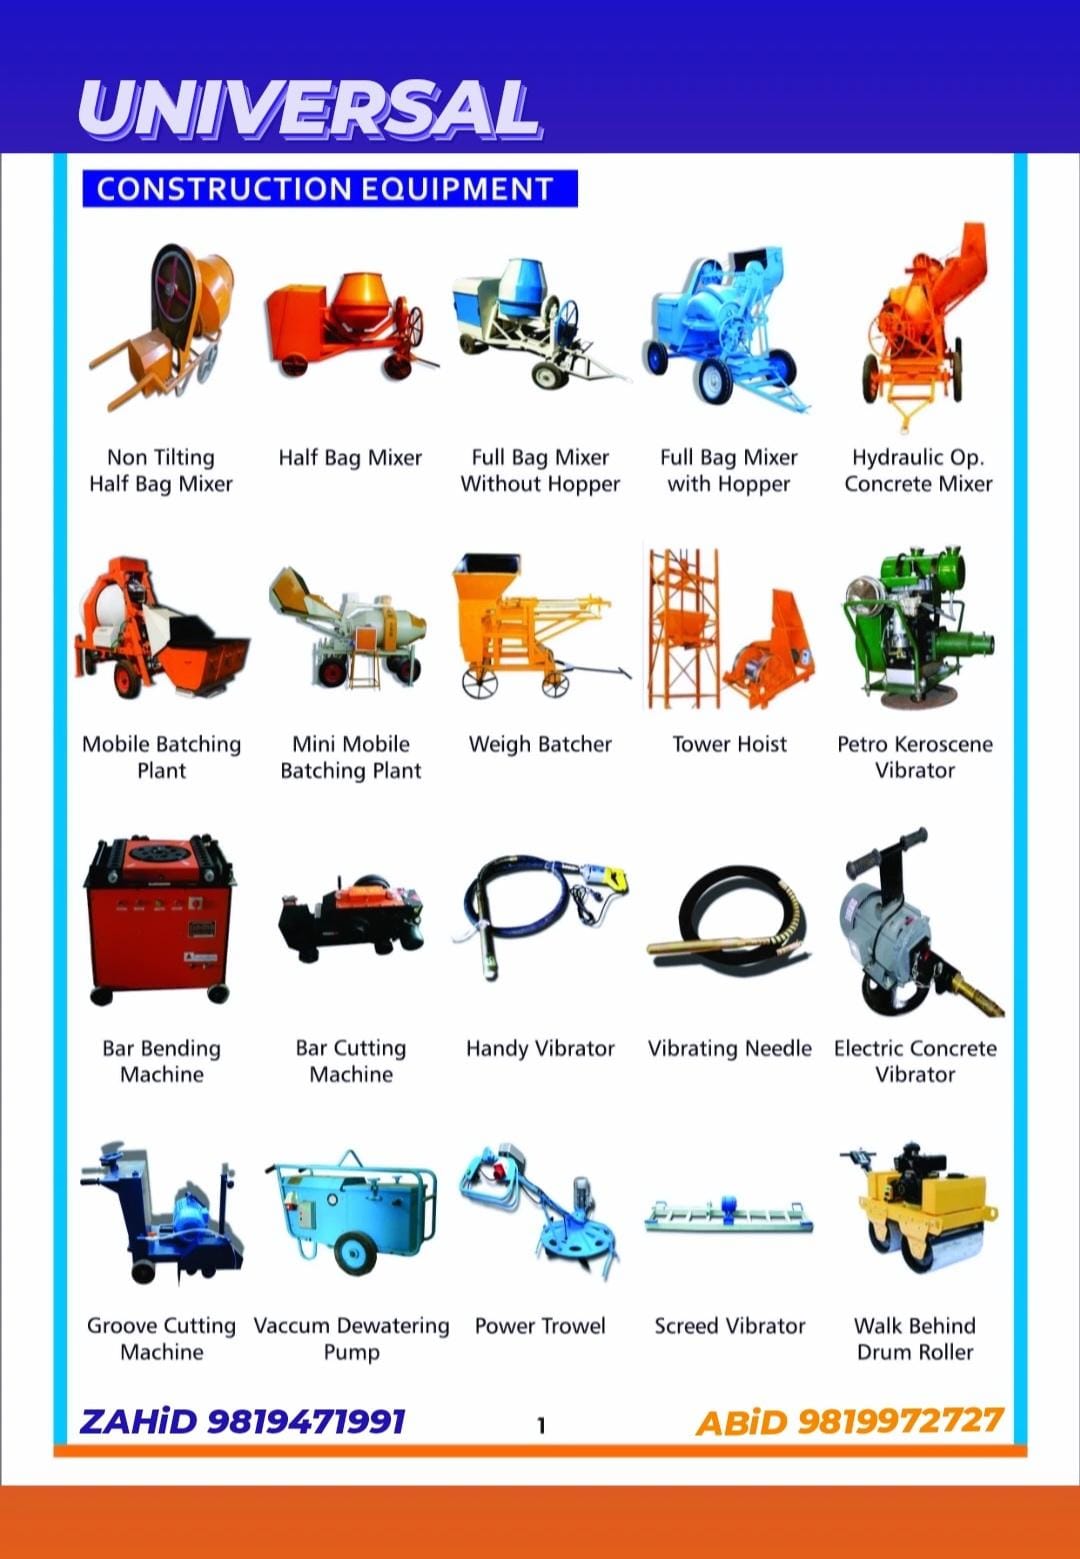 UNIVERSAL
CONSTRUCTION EQUIPMENT
Non Tilting
Half Bag Mixer
Half Bag Mixer
Full Bag Mixer
Without Hopper
Full Bag Mixer
with Hopper
Hydraulic Op.
Concrete Mixer
Mobile Batching
Plant
Mini Mobile
Batching Plant
Weigh Batcher
Tower Hoist
Petro Keroscene
Vibrator
Bar Bending
Machine
Bar Cutting
Machine
Handy Vibrator
Vibrating Needle
Electric Concrete
Vibrator
Groove Cutting
Machine
Vaccum Dewatering
Pump
Power Trowel
Screed Vibrator
Walk Behind
Drum Roller
ZAHiD 9819471991
1
ABiD 9819972727